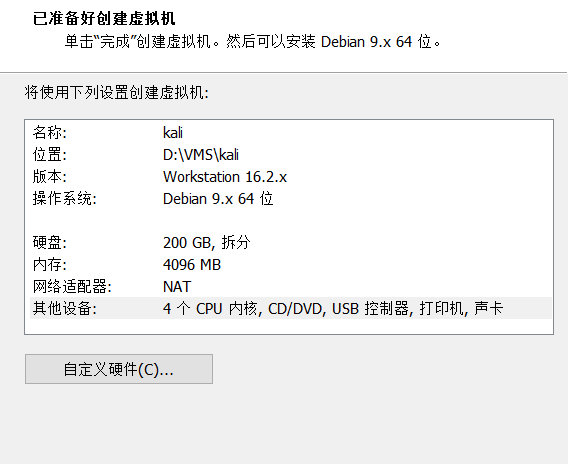 已准备好创建虚拟机
单击“完成”创建虚拟机。然后可以安装 Debian 9.x 64 位。
将使用下列设置创建虚拟机:
名称: kali
位置: D:\VMS\kali
版本: Workstation 16.2.x
操作系统: Debian 9.x 64 位
硬盘: 200 GB, 拆分
内存: 4096 MB
网络适配器: NAT
其他设备: 4 个 CPU 内核, CD/DVD, USB 控制器, 打印机, 声卡
自定义硬件(C)...